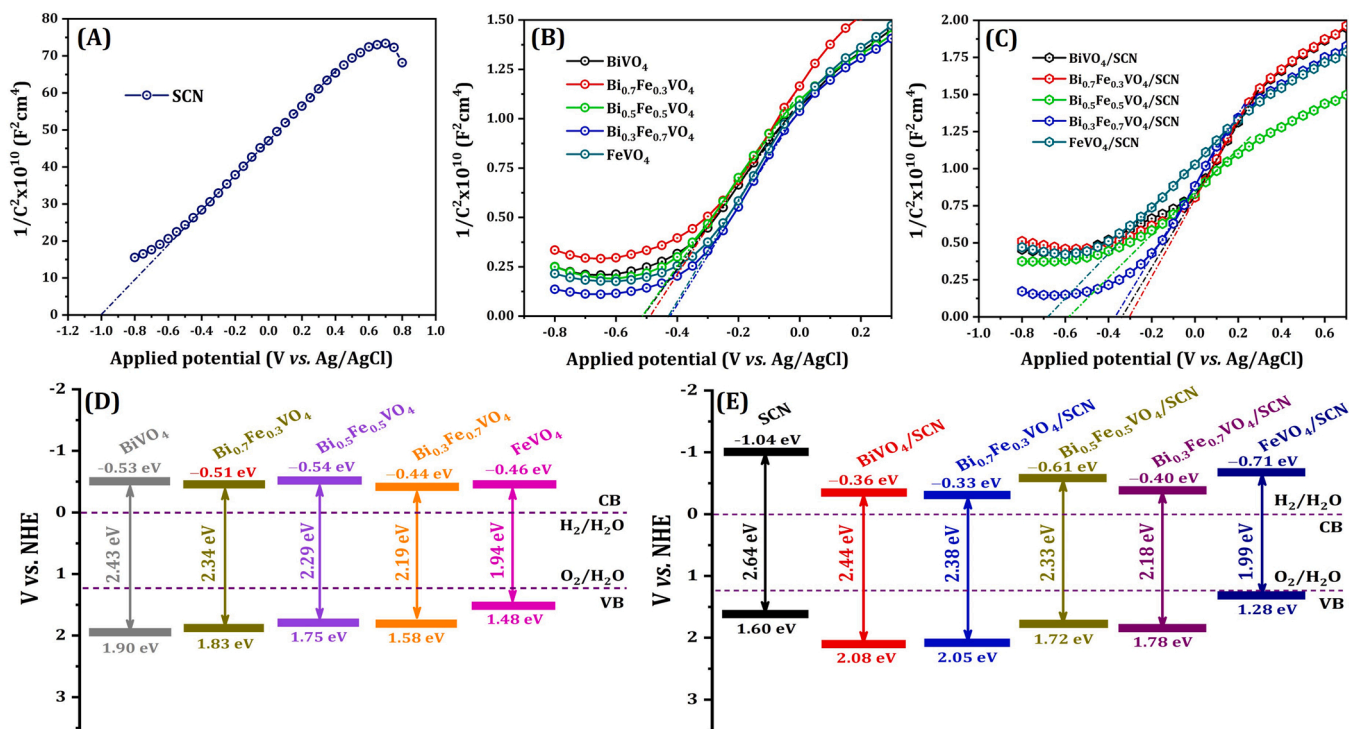 (A)
SCN
1/C²x10¹⁰ (F²cm⁴)
80
70
60
50
40
30
20
10
0
-1.2 -1.0 -0.8 -0.6 -0.4 -0.2 0.0 0.2 0.4 0.6 0.8 1.0
Applied potential (V vs. Ag/AgCl)
(B)
BiVO₄
Bi₀.₇Fe₀.₃VO₄
Bi₀.₅Fe₀.₅VO₄
Bi₀.₃Fe₀.₇VO₄
FeVO₄
1/C²x10¹⁰ (F²cm⁴)
1.50
1.25
1.00
0.75
0.50
0.25
0.00
-0.8 -0.6 -0.4 -0.2 0.0 0.2
Applied potential (V vs. Ag/AgCl)
(C)
BiVO₄/SCN
Bi₀.₇Fe₀.₃VO₄/SCN
Bi₀.₅Fe₀.₅VO₄/SCN
Bi₀.₃Fe₀.₇VO₄/SCN
FeVO₄/SCN
1/C²x10¹⁰ (F²cm⁴)
2.00
1.75
1.50
1.25
1.00
0.75
0.50
0.25
0.00
-1.0 -0.8 -0.6 -0.4 -0.2 0.0 0.2 0.4 0.6
Applied potential (V vs. Ag/AgCl)
(D)
V vs. NHE
-2
-1
0
1
2
3
BiVO₄
Bi₀.₇Fe₀.₃VO₄
Bi₀.₅Fe₀.₅VO₄
Bi₀.₃Fe₀.₇VO₄
FeVO₄
−0.53 eV
−0.51 eV
−0.54 eV
−0.44 eV
−0.46 eV
CB
H₂/H₂O
2.43 eV
2.34 eV
2.29 eV
2.19 eV
1.94 eV
O₂/H₂O
VB
1.90 eV
1.83 eV
1.75 eV
1.58 eV
1.48 eV
(E)
V vs. NHE
-2
-1
0
1
2
3
SCN
BiVO₄/SCN
Bi₀.₇Fe₀.₃VO₄/SCN
Bi₀.₅Fe₀.₅VO₄/SCN
Bi₀.₃Fe₀.₇VO₄/SCN
FeVO₄/SCN
−1.04 eV
−0.36 eV
−0.33 eV
−0.61 eV
−0.40 eV
−0.71 eV
H₂/H₂O
CB
2.64 eV
2.44 eV
2.38 eV
2.33 eV
2.18 eV
1.99 eV
O₂/H₂O
VB
1.60 eV
2.08 eV
2.05 eV
1.72 eV
1.78 eV
1.28 eV